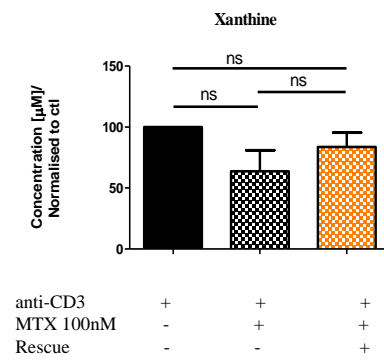 Xanthine
Concentration [µM]/
Normalised to ctl
150
100
50
0
ns
ns
ns
anti-CD3 + + +
MTX 100nM - + +
Rescue - - +